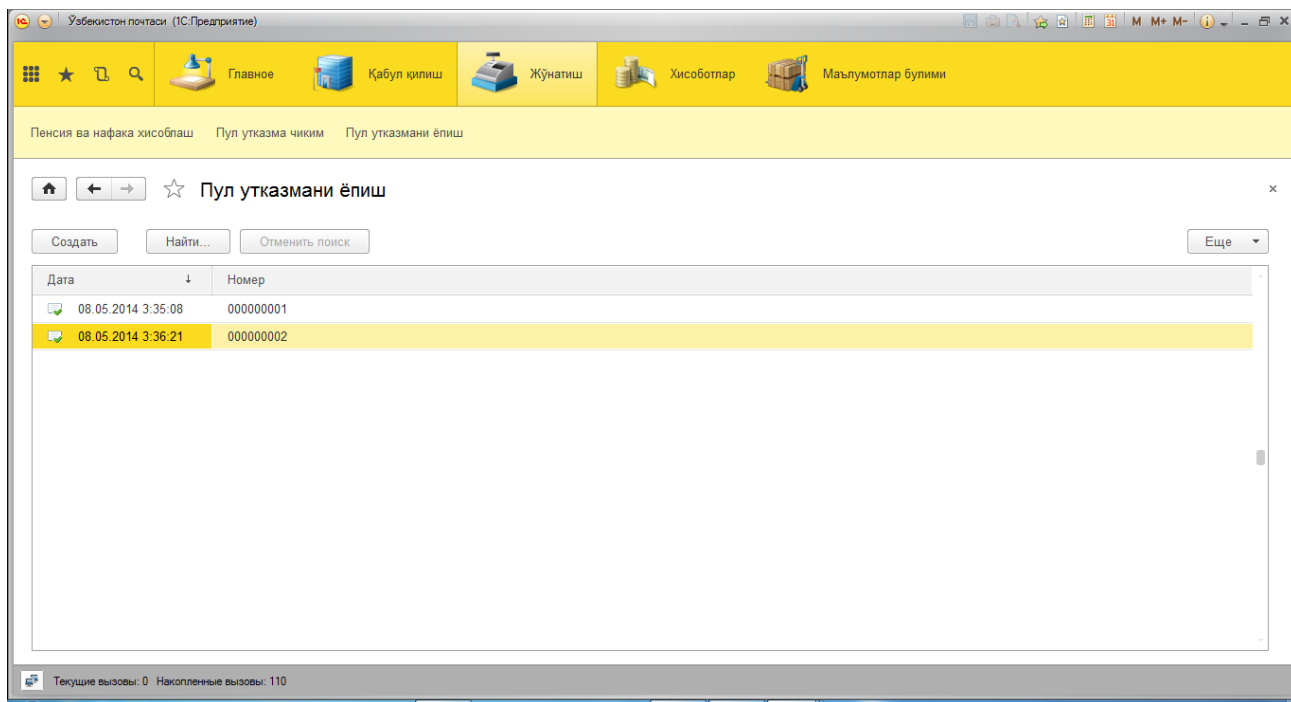 Ўзбекистон почтаси (1С:Предприятие)
31 M M+ M-
Главное Қабул қилиш Жўнатиш Хисоботлар Маълумотлар булими
Пенсия ва нафака хисоблаш Пул утказма чиким Пул утказмани ёпиш
Пул утказмани ёпиш
Создать Найти... Отменить поиск Еще
Дата Номер
08.05.2014 3:35:08 000000001
08.05.2014 3:36:21 000000002
Текущие вызовы: 0 Накопленные вызовы: 110